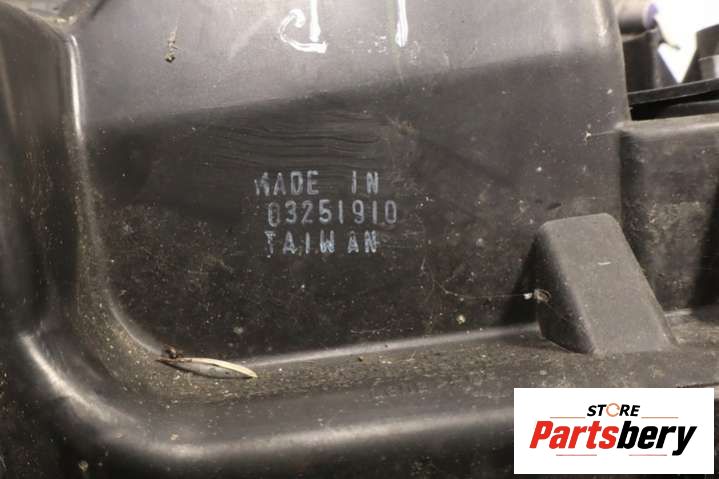 MADE IN
03251910
TAIWAN
STORE
Partsbery